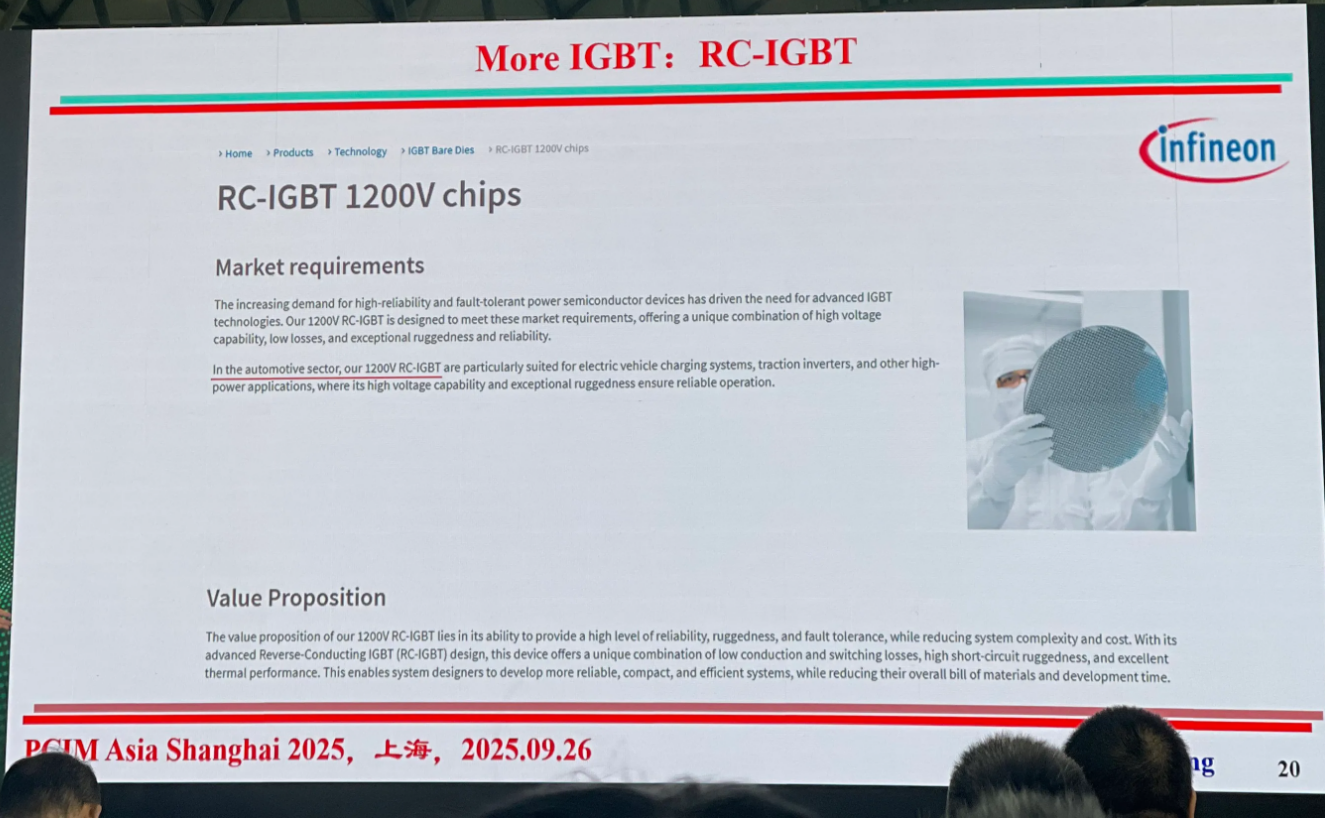 More IGBT：RC-IGBT
› Home › Products › Technology › IGBT Bare Dies › RC-IGBT 1200V chips
infineon
RC-IGBT 1200V chips
Market requirements
The increasing demand for high-reliability and fault-tolerant power semiconductor devices has driven the need for advanced IGBT
technologies. Our 1200V RC-IGBT is designed to meet these market requirements, offering a unique combination of high voltage
capability, low losses, and exceptional ruggedness and reliability.
In the automotive sector, our 1200V RC-IGBT are particularly suited for electric vehicle charging systems, traction inverters, and other high-
power applications, where its high voltage capability and exceptional ruggedness ensure reliable operation.
Value Proposition
The value proposition of our 1200V RC-IGBT lies in its ability to provide a high level of reliability, ruggedness, and fault tolerance, while reducing system complexity and cost. With its
advanced Reverse-Conducting IGBT (RC-IGBT) design, this device offers a unique combination of low conduction and switching losses, high short-circuit ruggedness, and excellent
thermal performance. This enables system designers to develop more reliable, compact, and efficient systems, while reducing their overall bill of materials and development time.
PCIM Asia Shanghai 2025，上海，2025.09.26
20